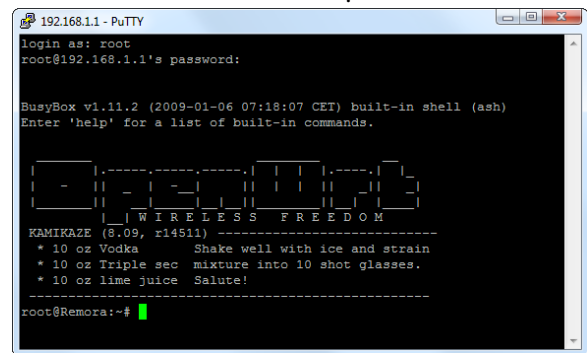 192.168.1.1 - PuTTY
login as: root
root@192.168.1.1's password:
BusyBox v1.11.2 (2009-01-06 07:18:07 CET) built-in shell (ash)
Enter 'help' for a list of built-in commands.
OpenWrt
W I R E L E S S   F R E E D O M
KAMIKAZE (8.09, r14511) ----------------------------
* 10 oz Vodka       Shake well with ice and strain
* 10 oz Triple sec  mixture into 10 shot glasses.
* 10 oz lime juice  Salute!
---------------------------------------------------
root@Remora:~#